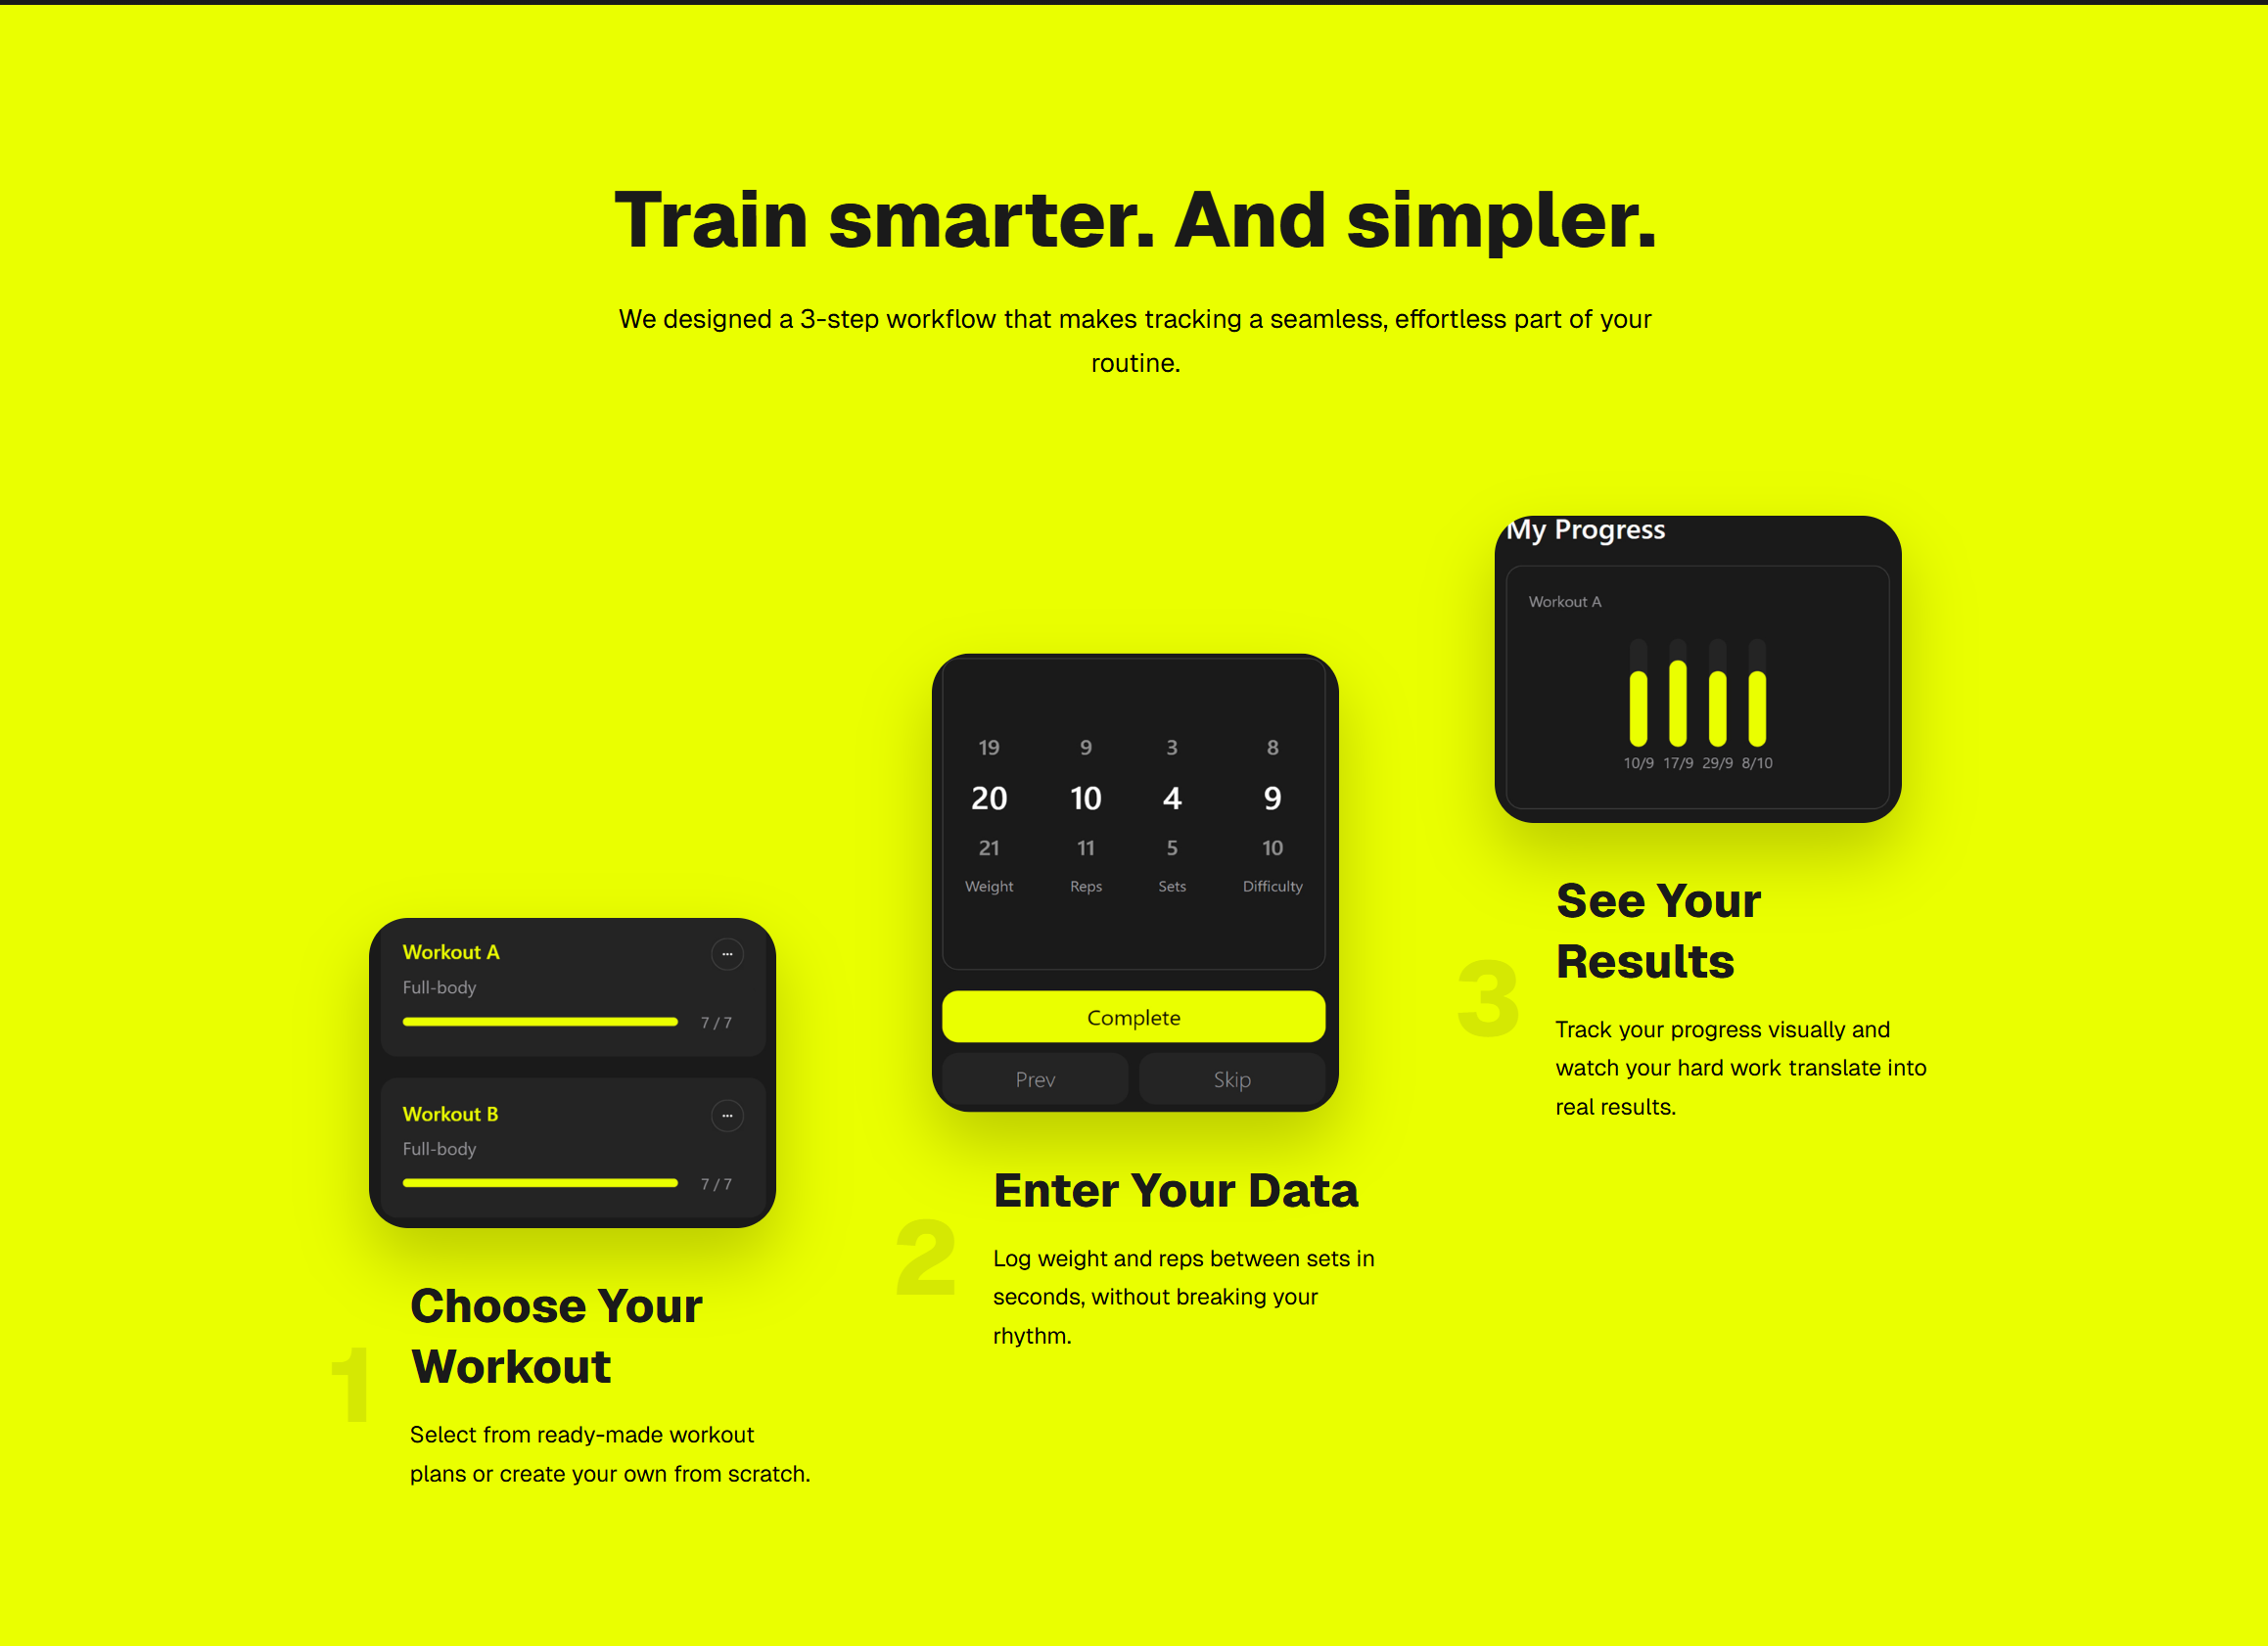 Train smarter. And simpler.
We designed a 3-step workflow that makes tracking a seamless, effortless part of your
routine.
Workout A
Full-body
7 / 7
Workout B
Full-body
7 / 7
1
Choose Your
Workout
Select from ready-made workout
plans or create your own from scratch.
19 9 3 8
20 10 4 9
21 11 5 10
Weight Reps Sets Difficulty
Complete
Prev Skip
2
Enter Your Data
Log weight and reps between sets in
seconds, without breaking your
rhythm.
My Progress
Workout A
10/9 17/9 29/9 8/10
3
See Your
Results
Track your progress visually and
watch your hard work translate into
real results.